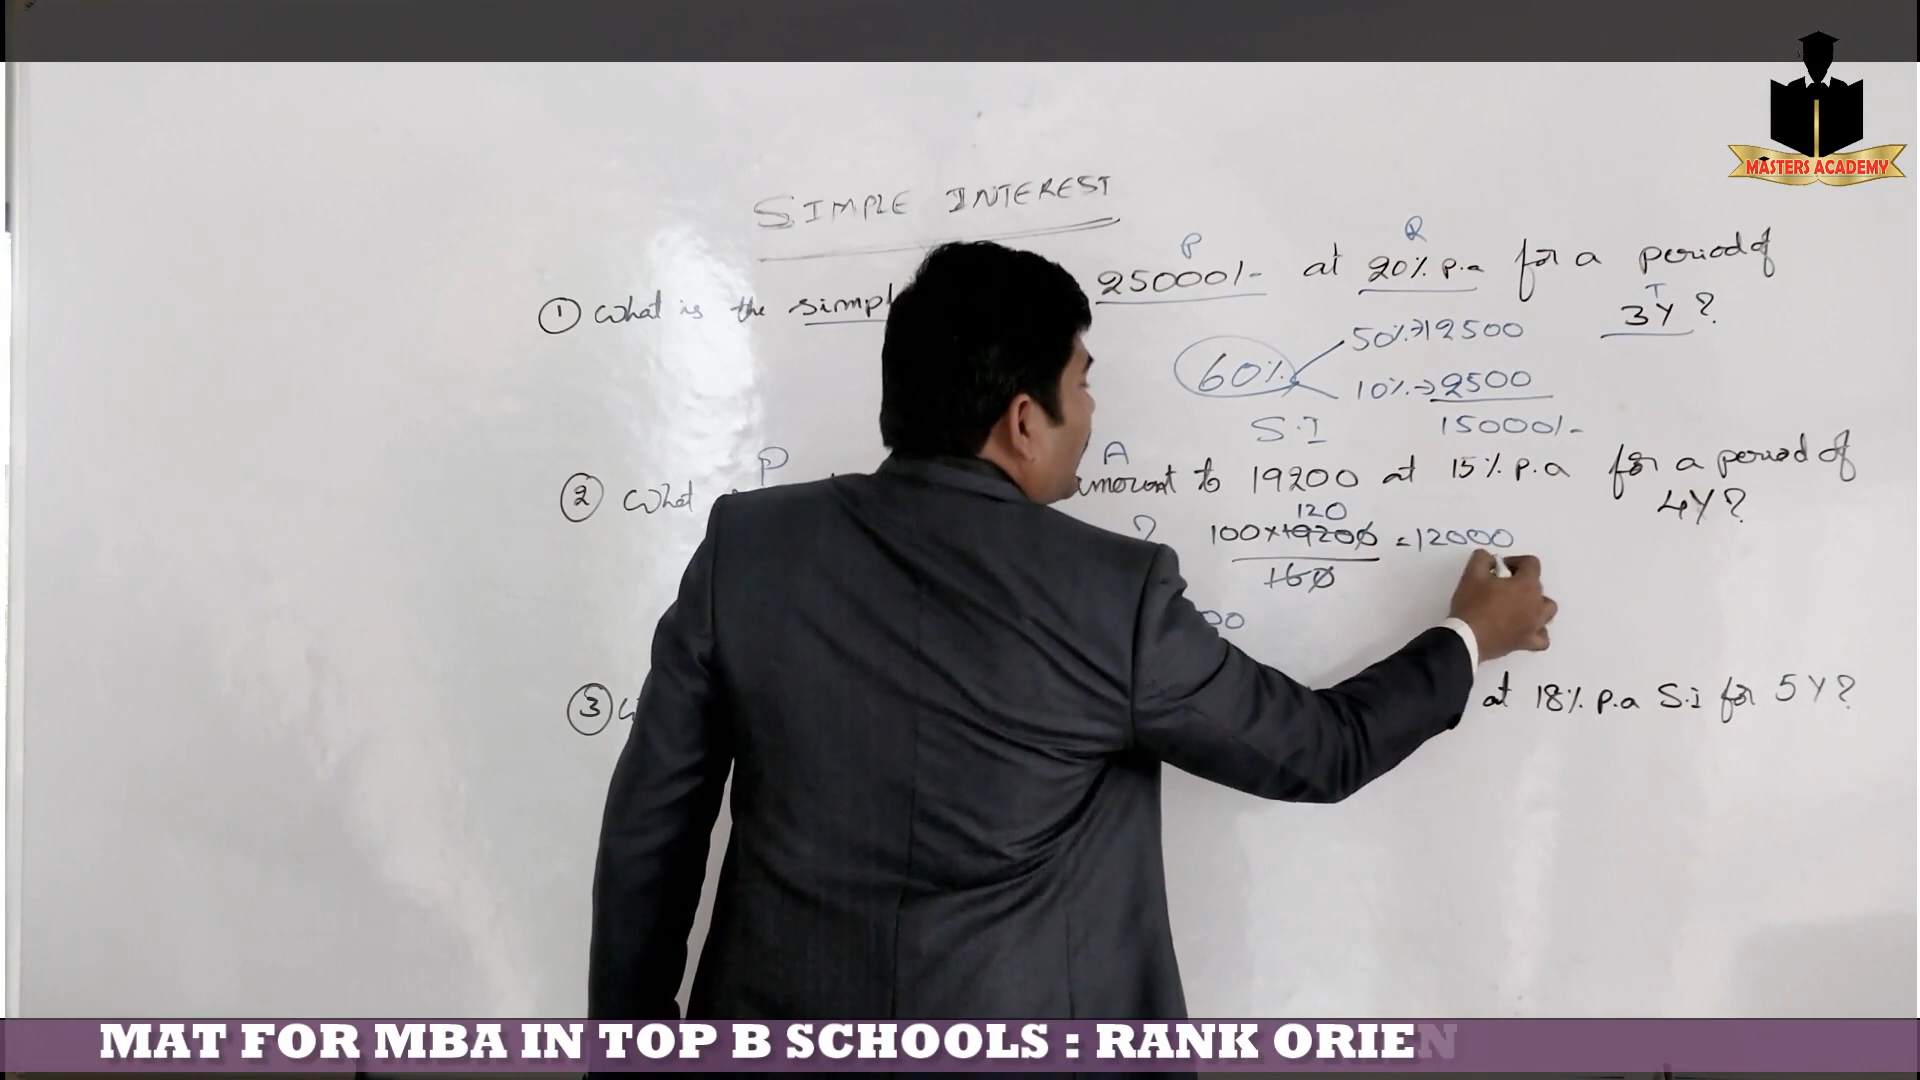 MASTERS ACADEMY
SIMPLE INTEREST
P R
① What is the simpl 25000/- at 20% p.a for a period of
T
3Y ?
60% 50%→12500
10%→2500
S.I 15000/-
P A
② What amount to 19200 at 15% p.a for a period of
4Y?
120
? 100×19200 =12000
160
00
③ at 18% p.a S.i for 5Y?
MAT FOR MBA IN TOP B SCHOOLS : RANK ORIEN